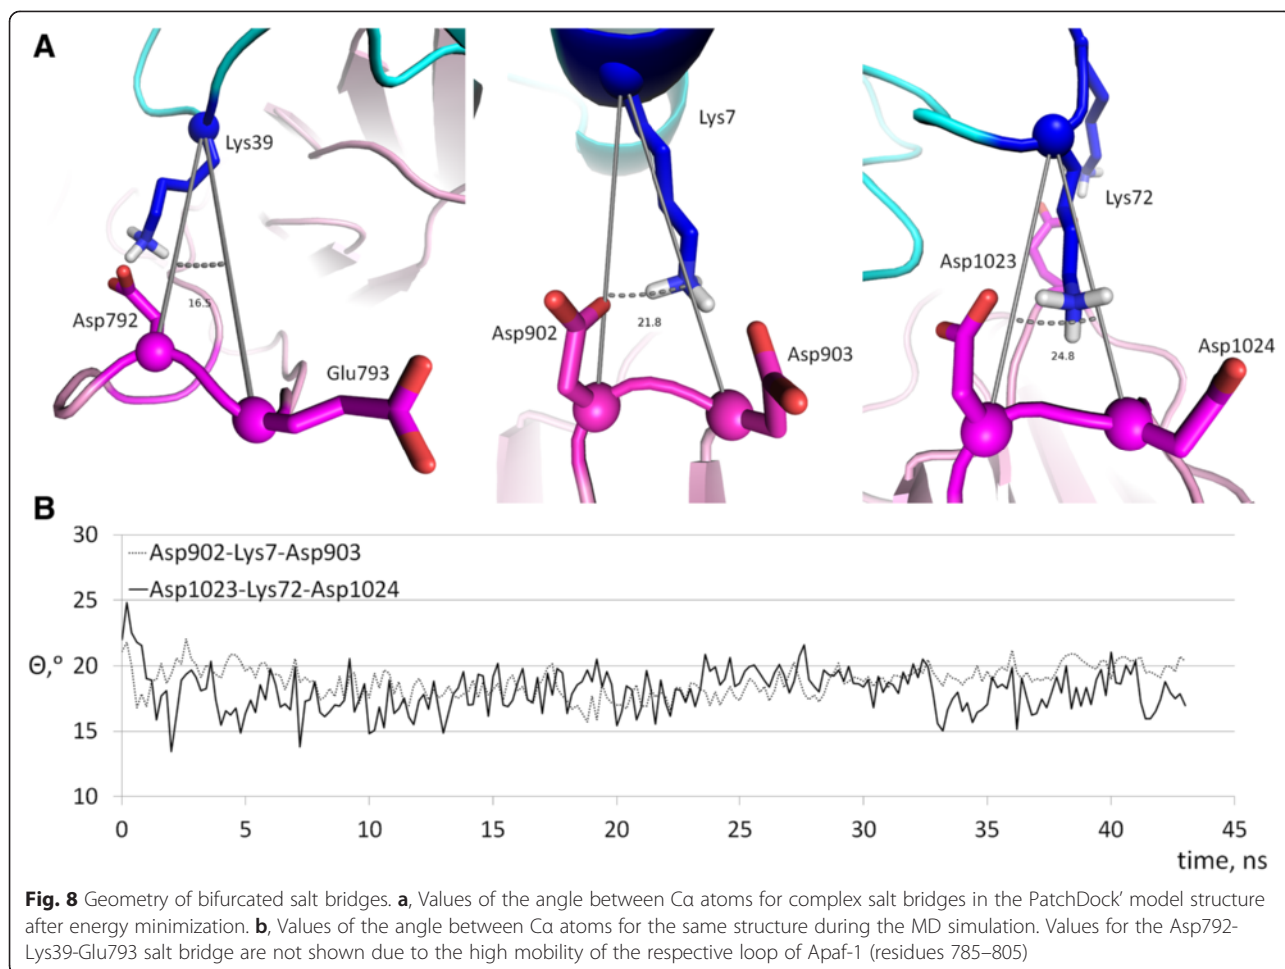 A
Lys39
Asp792
16.5
Glu793
Lys7
Asp902
21.8
Asp903
Lys72
Asp1023
24.8
Asp1024
B
30
25
Θ,° 20
15
10
Asp902-Lys7-Asp903
Asp1023-Lys72-Asp1024
0 5 10 15 20 25 30 35 40 45
time, ns
Fig. 8 Geometry of bifurcated salt bridges. a, Values of the angle between Cα atoms for complex salt bridges in the PatchDock’ model structure
after energy minimization. b, Values of the angle between Cα atoms for the same structure during the MD simulation. Values for the Asp792-
Lys39-Glu793 salt bridge are not shown due to the high mobility of the respective loop of Apaf-1 (residues 785–805)